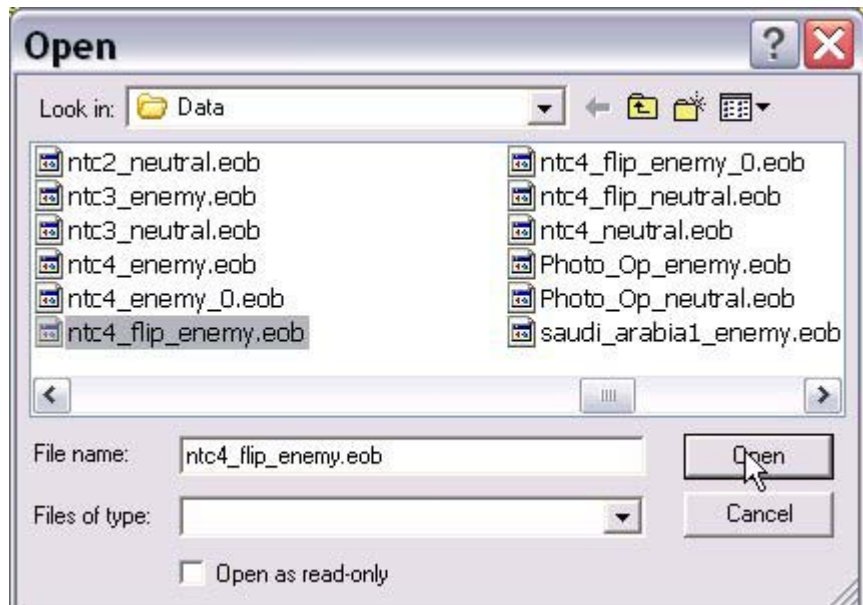 Open
Look in: Data
ntc2_neutral.eob
ntc3_enemy.eob
ntc3_neutral.eob
ntc4_enemy.eob
ntc4_enemy_0.eob
ntc4_flip_enemy.eob
ntc4_flip_enemy_0.eob
ntc4_flip_neutral.eob
ntc4_neutral.eob
Photo_Op_enemy.eob
Photo_Op_neutral.eob
saudi_arabia1_enemy.eob
File name: ntc4_flip_enemy.eob Open
Files of type: Cancel
Open as read-only